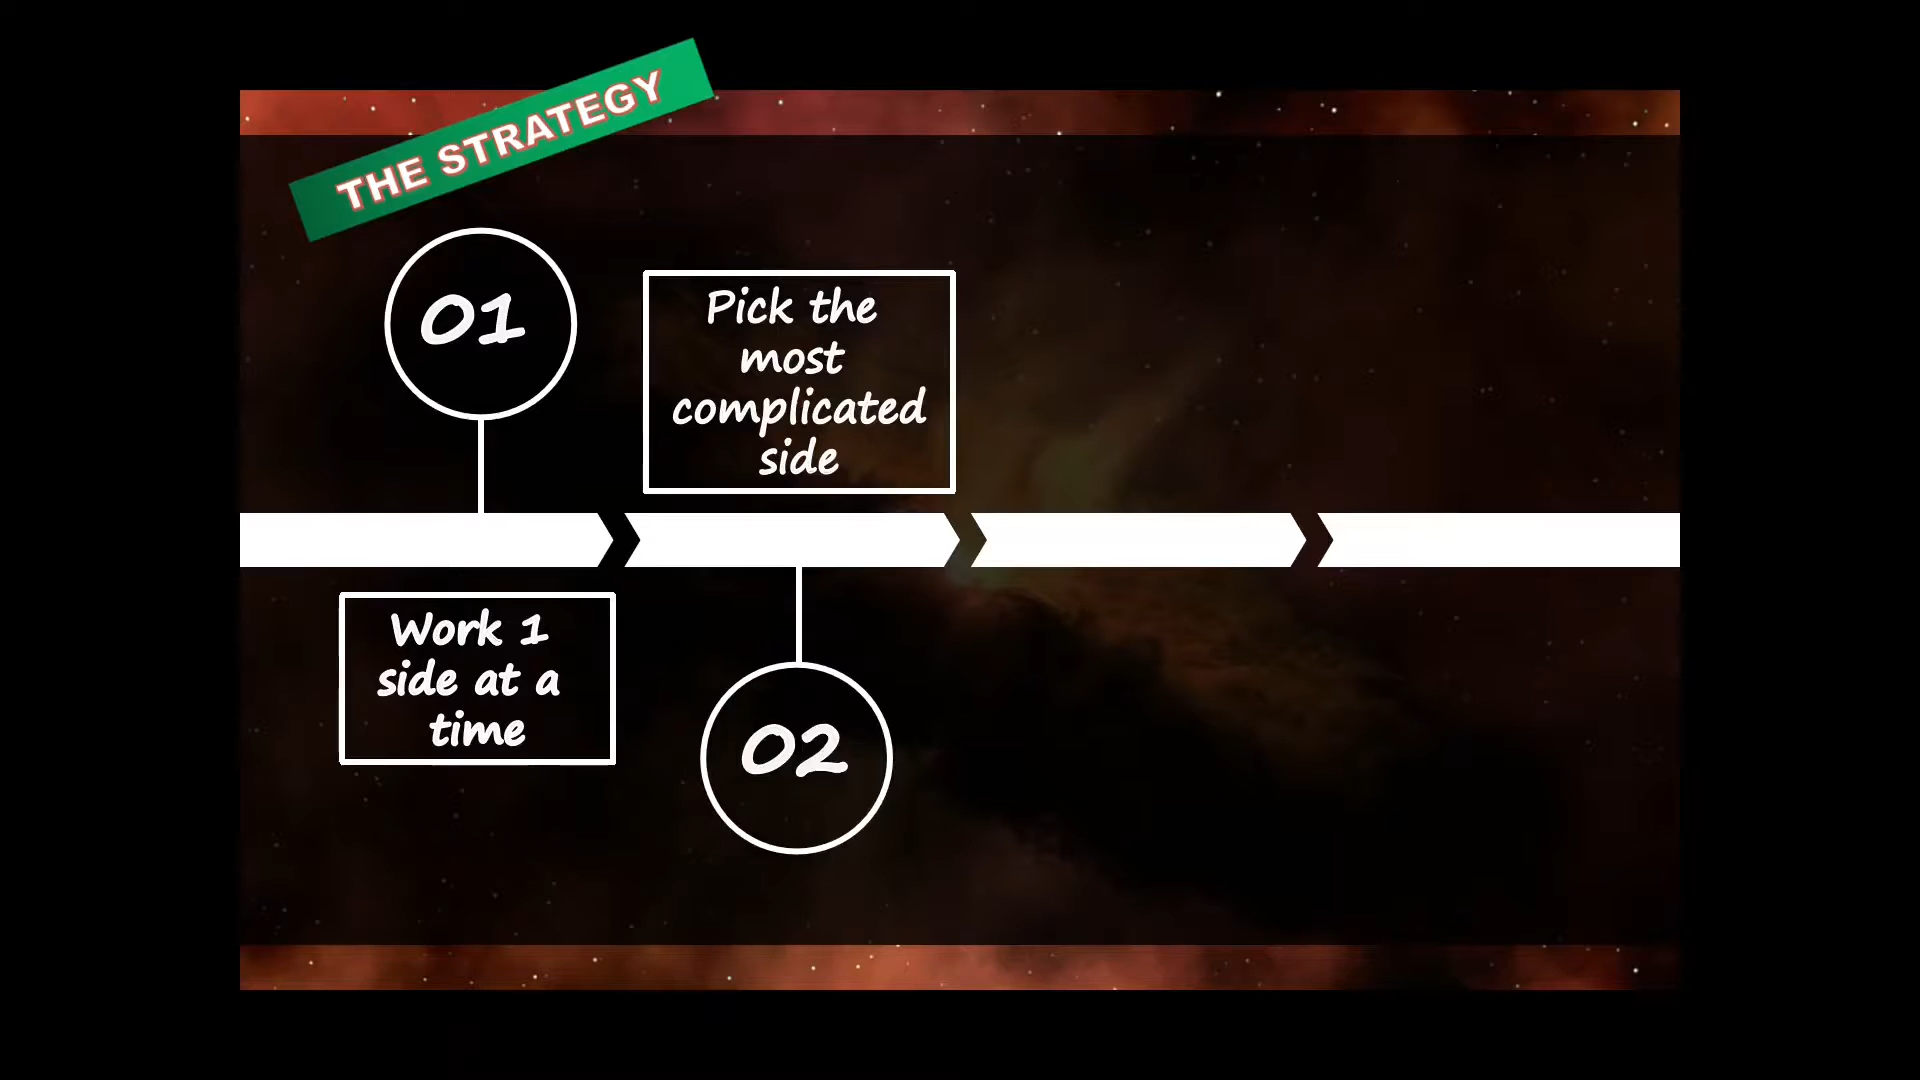 THE STRATEGY
01
Work 1
side at a
time
Pick the
most
complicated
side
02